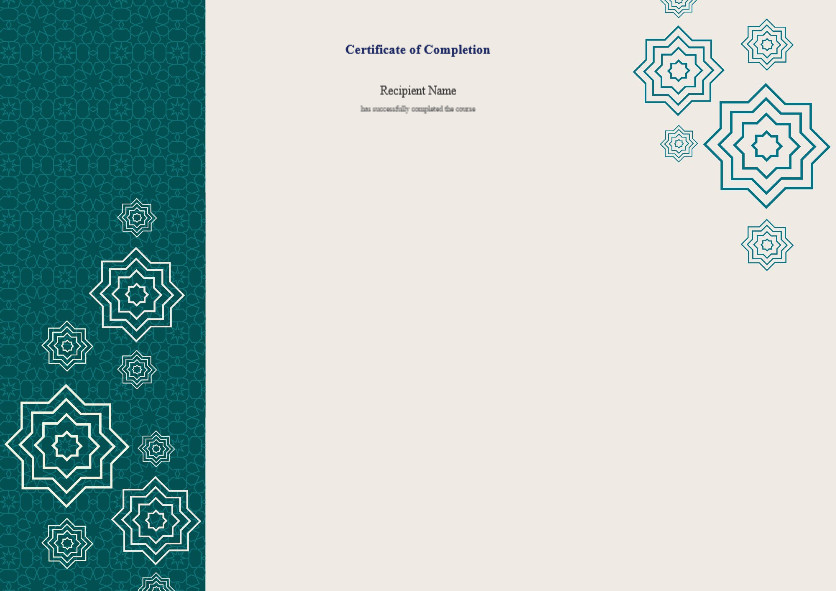 Certificate of Completion
Recipient Name
has successfully completed the course